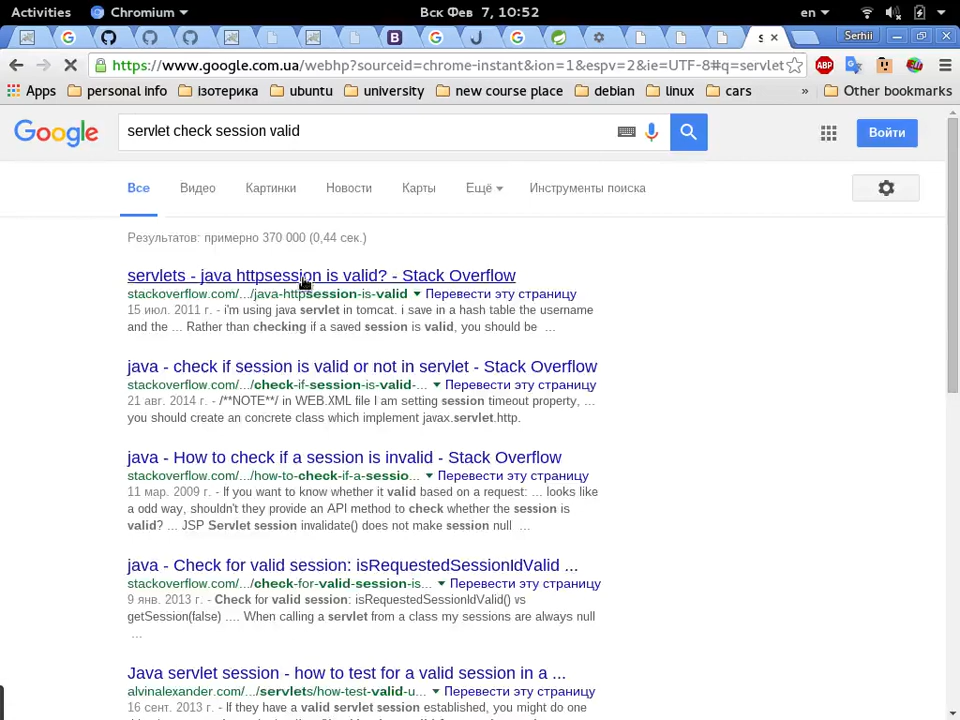 Activities Chromium Вск Фев 7, 10:52 en
Serhii
https://www.google.com.ua/webhp?sourceid=chrome-instant&ion=1&espv=2&ie=UTF-8#q=servlet ABP
Apps personal info ізотерика ubuntu university new course place debian linux cars » Other bookmarks
Google servlet check session valid Войти
Все Видео Картинки Новости Карты Ещё Инструменты поиска
Результатов: примерно 370 000 (0,44 сек.)
servlets - java httpsession is valid? - Stack Overflow
stackoverflow.com/.../java-httpsession-is-valid Перевести эту страницу
15 июл. 2011 г. - i'm using java servlet in tomcat. i save in a hash table the username
and the ... Rather than checking if a saved session is valid, you should be ...
java - check if session is valid or not in servlet - Stack Overflow
stackoverflow.com/.../check-if-session-is-valid-... Перевести эту страницу
21 авг. 2014 г. - /**NOTE**/ in WEB.XML file I am setting session timeout property, ...
you should create an concrete class which implement javax.servlet.http.
java - How to check if a session is invalid - Stack Overflow
stackoverflow.com/.../how-to-check-if-a-sessio... Перевести эту страницу
11 мар. 2009 г. - If you want to know whether it valid based on a request: ... looks like
a odd way, shouldn't they provide an API method to check whether the session is
valid? ... JSP Servlet session invalidate() does not make session null ...
java - Check for valid session: isRequestedSessionIdValid ...
stackoverflow.com/.../check-for-valid-session-is... Перевести эту страницу
9 янв. 2013 г. - Check for valid session: isRequestedSessionIdValid() vs
getSession(false) .... When calling a servlet from a class my sessions are always null
...
Java servlet session - how to test for a valid session in a ...
alvinalexander.com/.../servlets/how-test-valid-u... Перевести эту страницу
16 сент. 2013 г. - If they have a valid servlet session established, you might do one